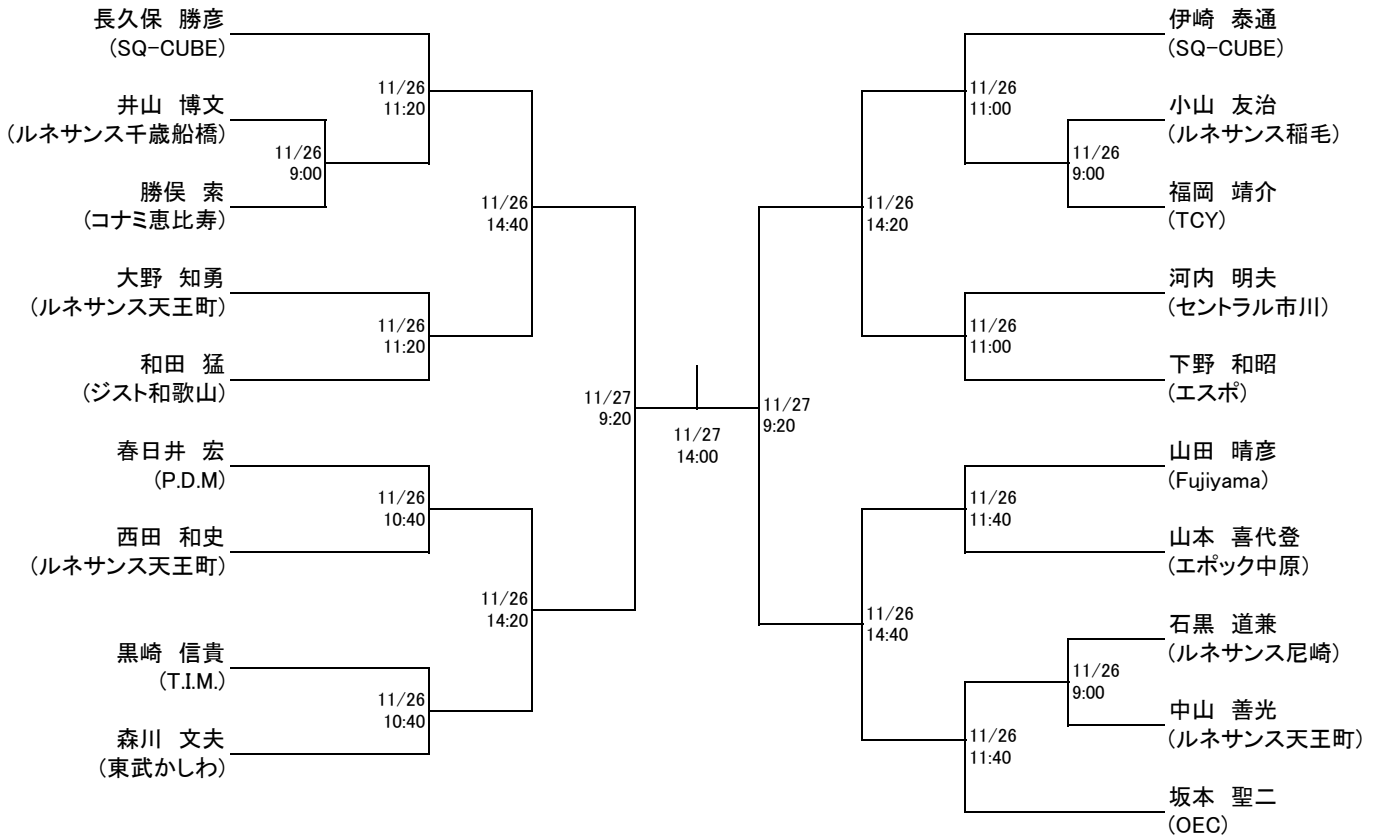 長久保 勝彦
(SQ-CUBE)
井山 博文
(ルネサンス千歳船橋)
勝俣 索
(コナミ恵比寿)
大野 知勇
(ルネサンス天王町)
和田 猛
(ジスト和歌山)
春日井 宏
(P.D.M)
西田 和史
(ルネサンス天王町)
黒崎 信貴
(T.I.M.)
森川 文夫
(東武かしわ)
11/26
9:00
11/26
11:20
11/26
11:20
11/26
10:40
11/26
10:40
11/26
14:40
11/26
14:20
11/27
9:20
11/27
14:00
11/27
9:20
11/26
14:20
11/26
14:40
11/26
11:00
11/26
11:00
11/26
11:40
11/26
11:40
11/26
9:00
11/26
9:00
伊崎 泰通
(SQ-CUBE)
小山 友治
(ルネサンス稲毛)
福岡 靖介
(TCY)
河内 明夫
(セントラル市川)
下野 和昭
(エスポ)
山田 晴彦
(Fujiyama)
山本 喜代登
(エポック中原)
石黒 道兼
(ルネサンス尼崎)
中山 善光
(ルネサンス天王町)
坂本 聖二
(OEC)